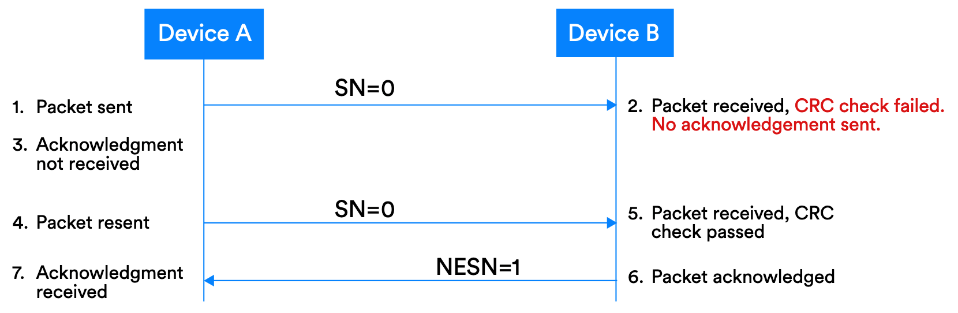 Device A
Device B
SN=0
1. Packet sent
2. Packet received, CRC check failed.
No acknowledgement sent.
3. Acknowledgment
not received
SN=0
4. Packet resent
5. Packet received, CRC
check passed
NESN=1
7. Acknowledgment
received
6. Packet acknowledged